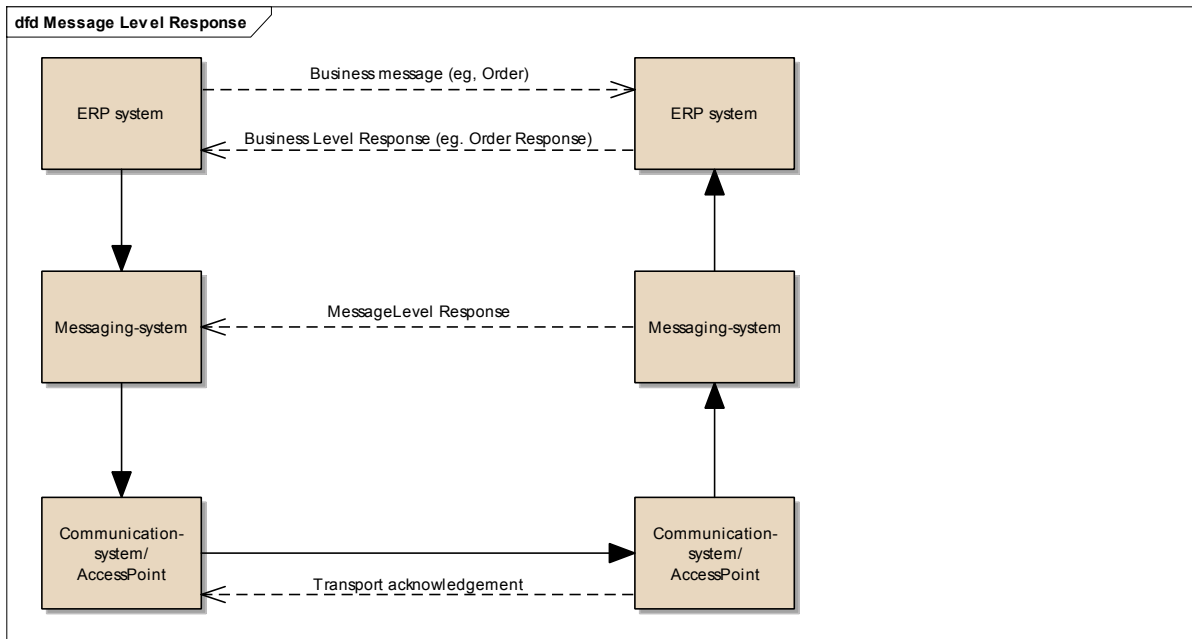 dfd Message Level Response
Business message (eg, Order)
ERP system
ERP system
Business Level Response (eg. Order Response)
MessageLevel Response
Messaging-system
Messaging-system
Communication-
system/
AccessPoint
Communication-
system/
AccessPoint
Transport acknowledgement